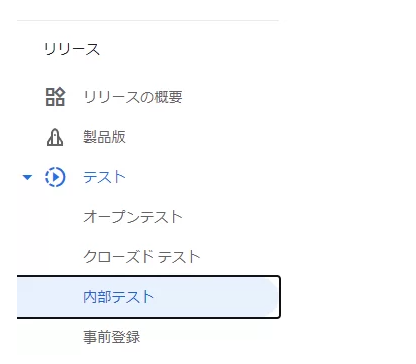 リリース
リリースの概要
製品版
テスト
オープンテスト
クローズド テスト
内部テスト
事前登録